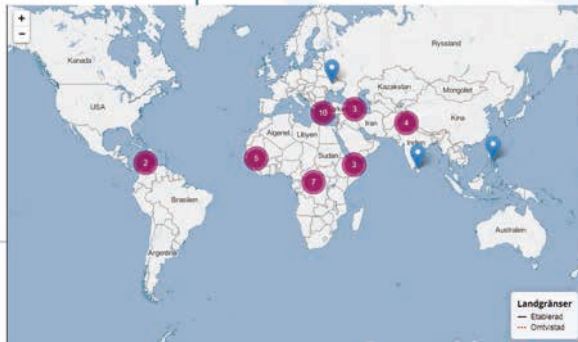 +
−
Kanada
Ryssland
USA
Kazakstan
Mongoliet
Kina
10
3
4
Iran
Algeriet
Libyen
Indien
Sudan
2
5
3
7
Brasilien
Australien
Argentina
Landgränser
Etablerad
Omtvistad